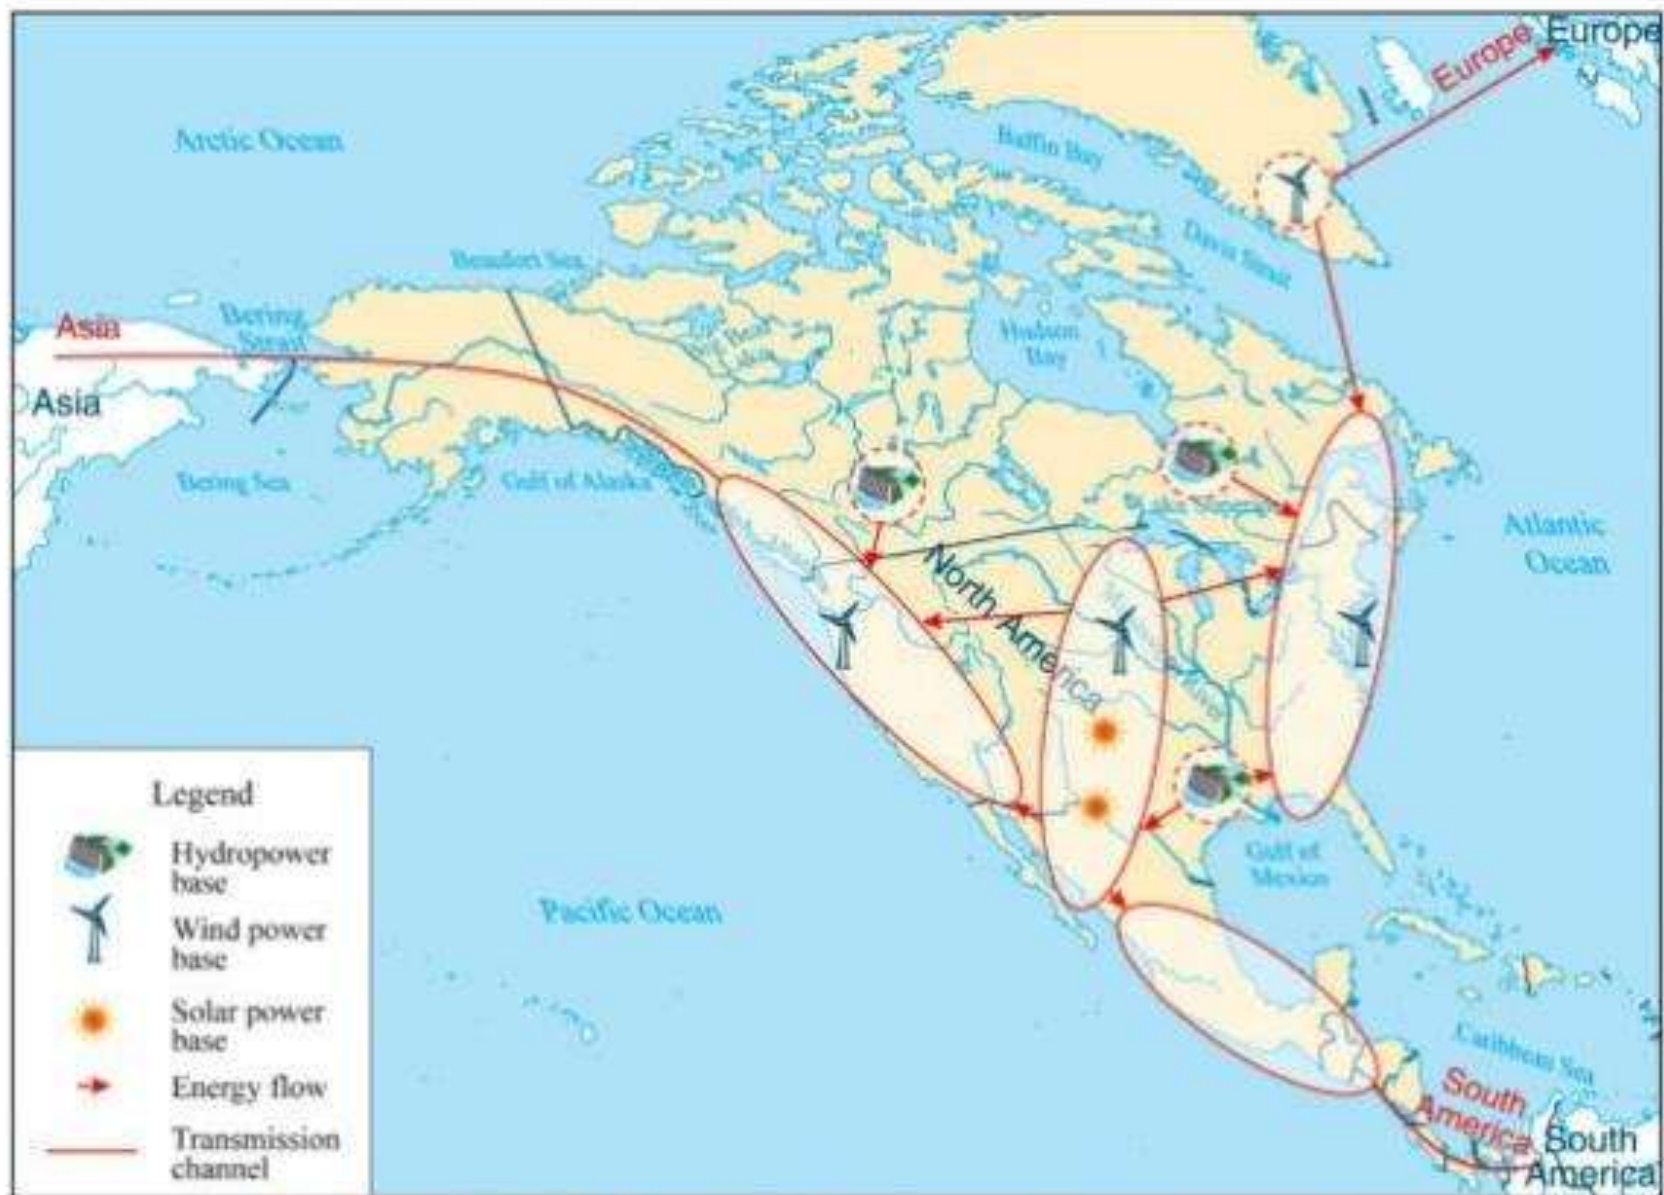 Europe
Europe
Arctic Ocean
Baffin Bay
Davis Strait
Beaufort Sea
Bering
Strait
Asia
Asia
Hudson
Bay
Bering Sea
Gulf of Alaska
Atlantic
Ocean
North America
River
Gulf of
Mexico
Pacific Ocean
Caribbean Sea
South
America
South
America
Legend
Hydropower
base
Wind power
base
Solar power
base
Energy flow
Transmission
channel